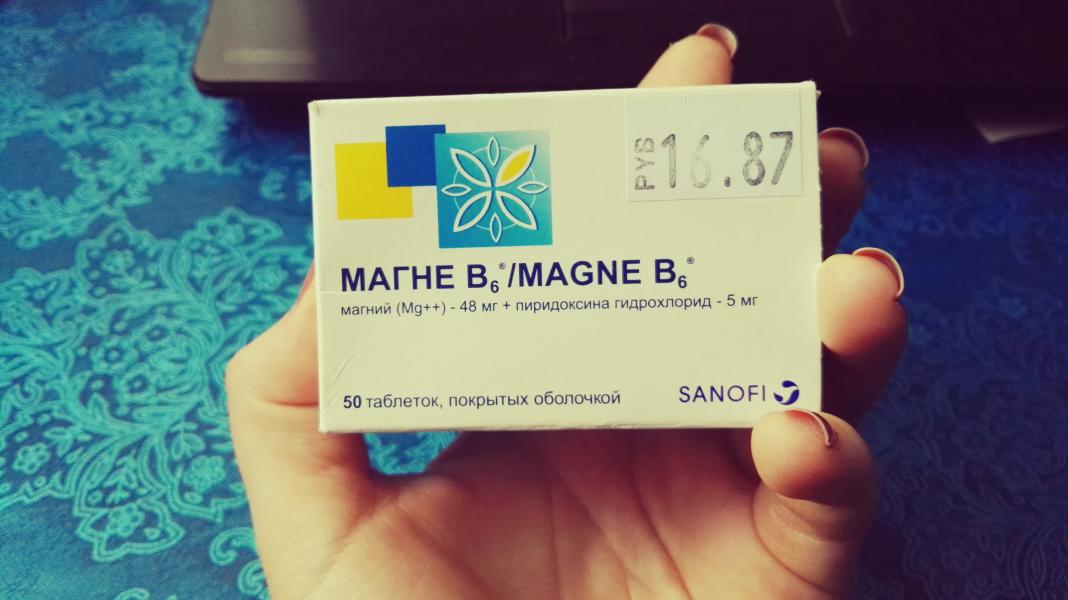 РУБ 16.87
МАГНЕ B6®/MAGNE B6®
магний (Mg++) - 48 мг + пиридоксина гидрохлорид - 5 мг
50 таблеток, покрытых оболочкой
SANOFI